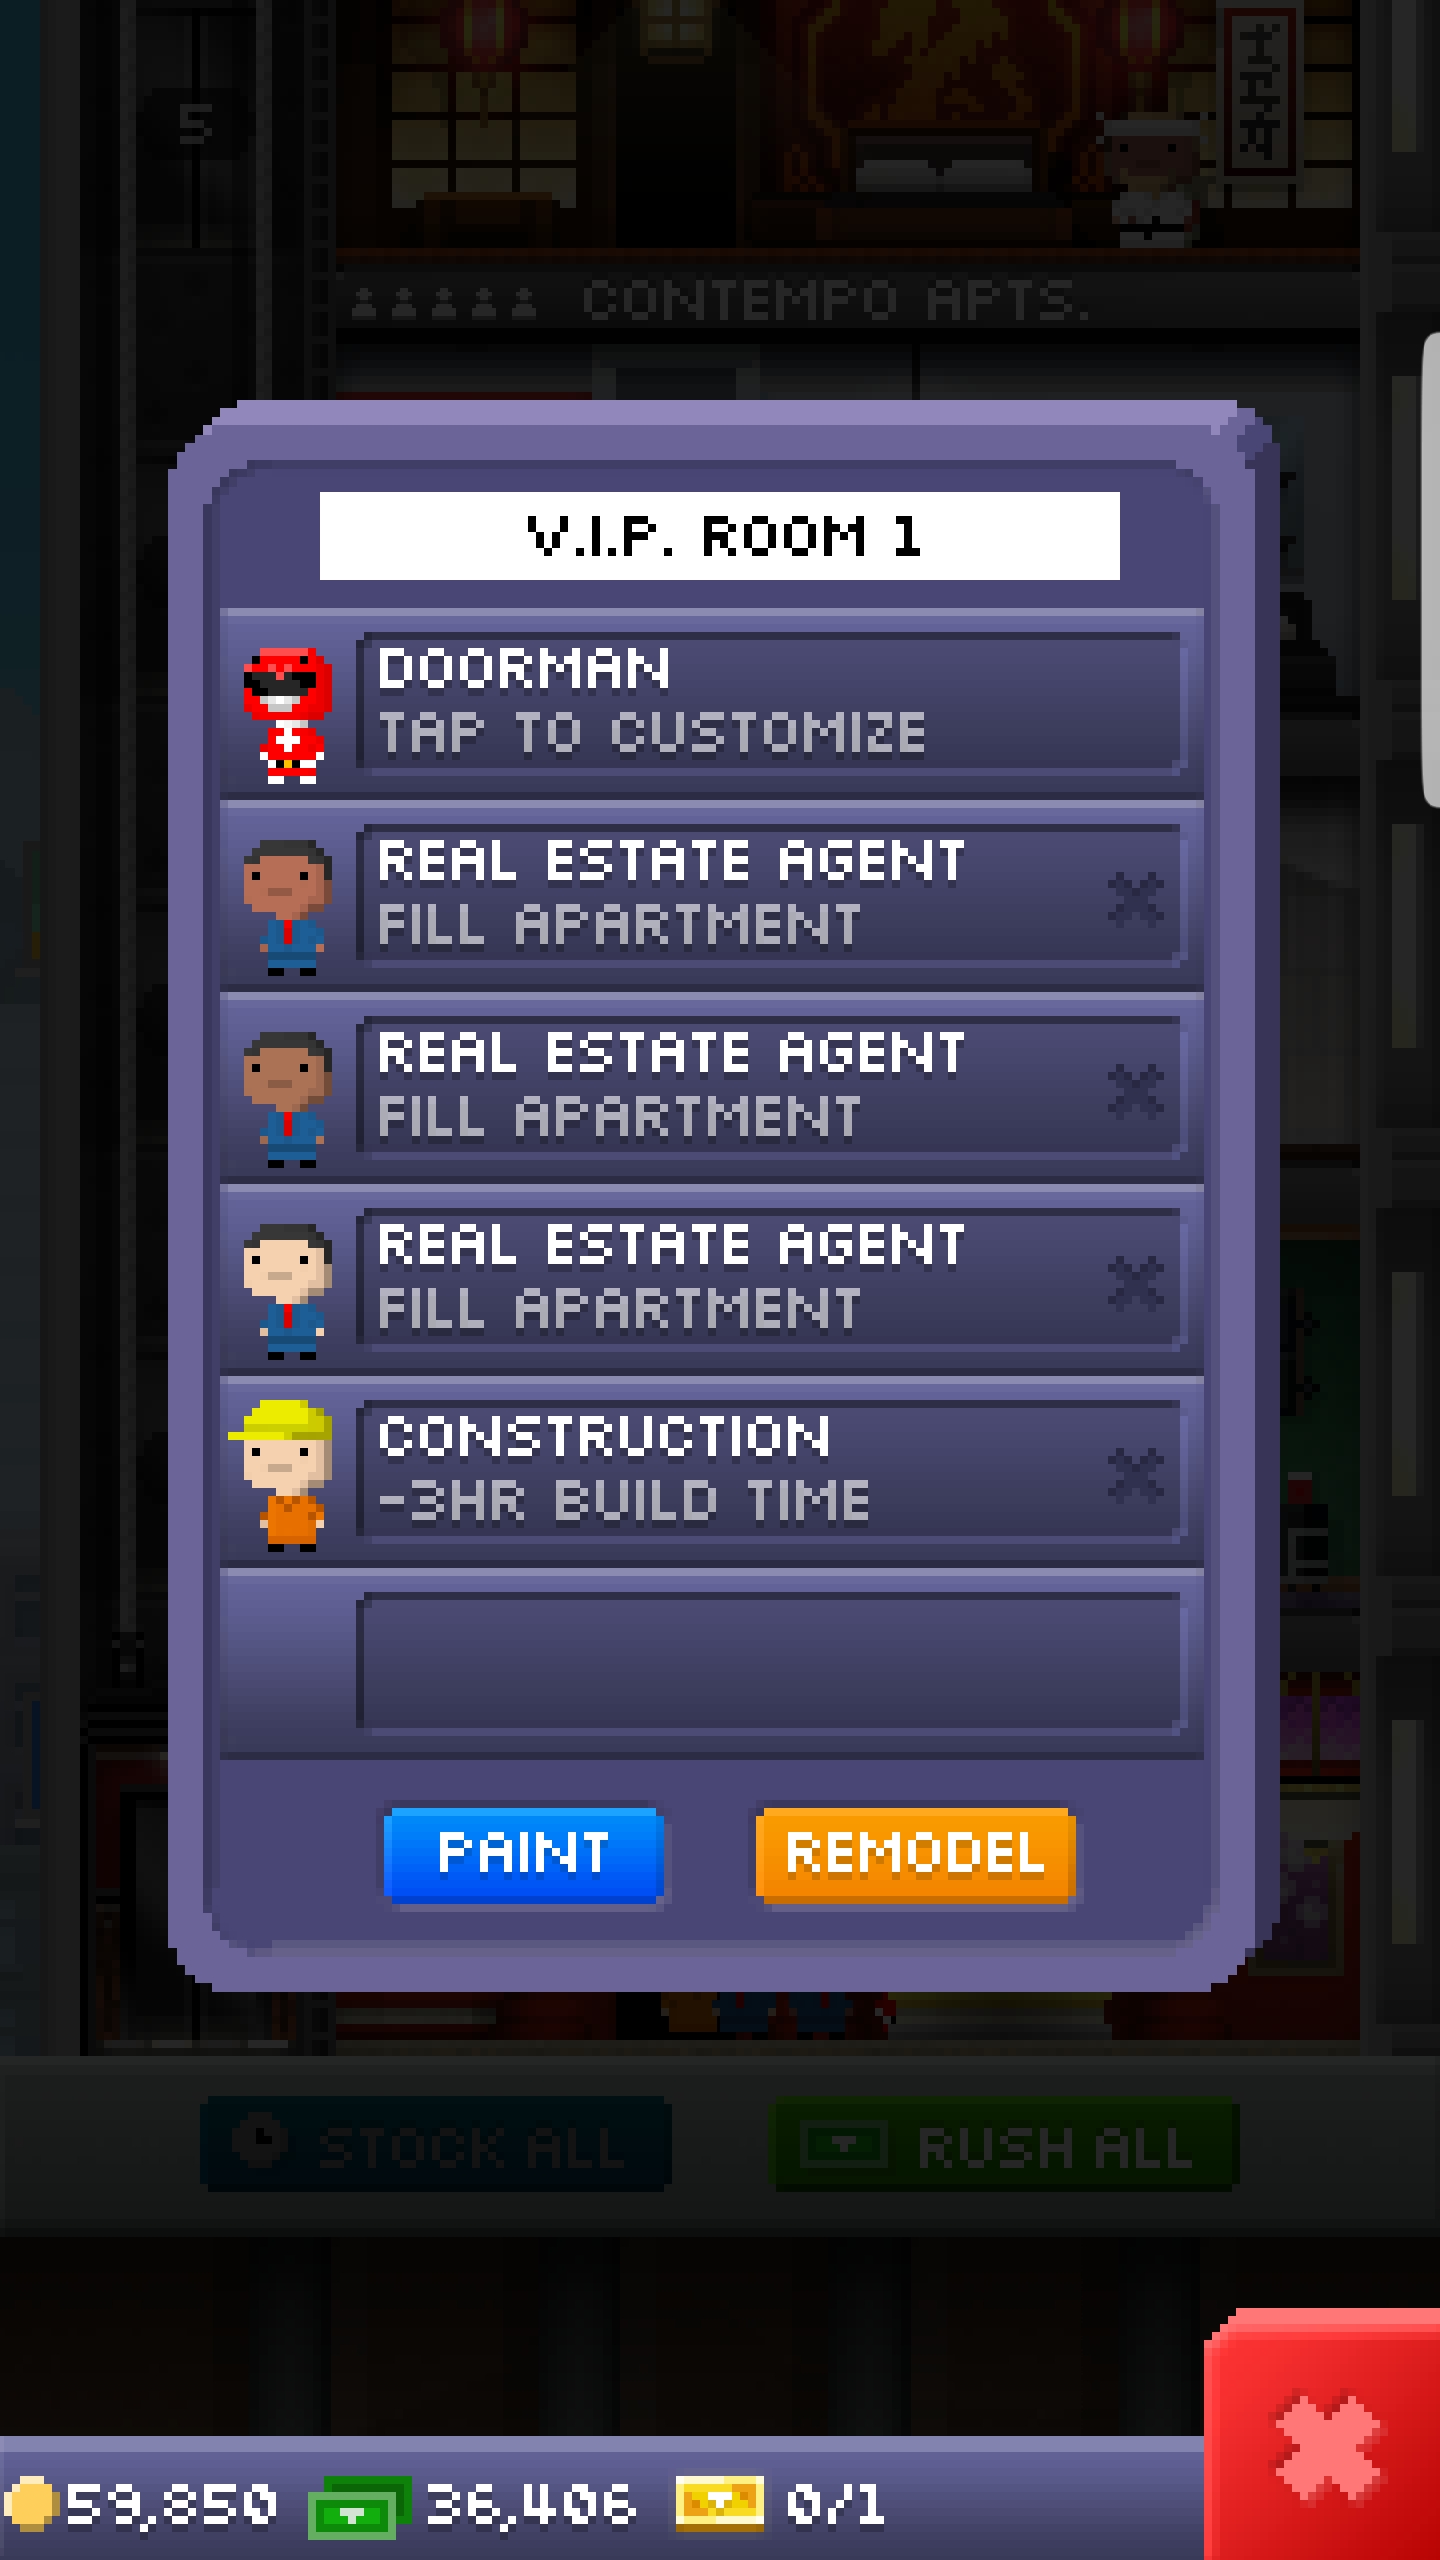 5
CONTEMPO APTS.
V.I.P. ROOM 1
DOORMAN
TAP TO CUSTOMIZE
REAL ESTATE AGENT
FILL APARTMENT
REAL ESTATE AGENT
FILL APARTMENT
REAL ESTATE AGENT
FILL APARTMENT
CONSTRUCTION
-3HR BUILD TIME
PAINT REMODEL
STOCK ALL RUSH ALL
59,850 36,406 0/1